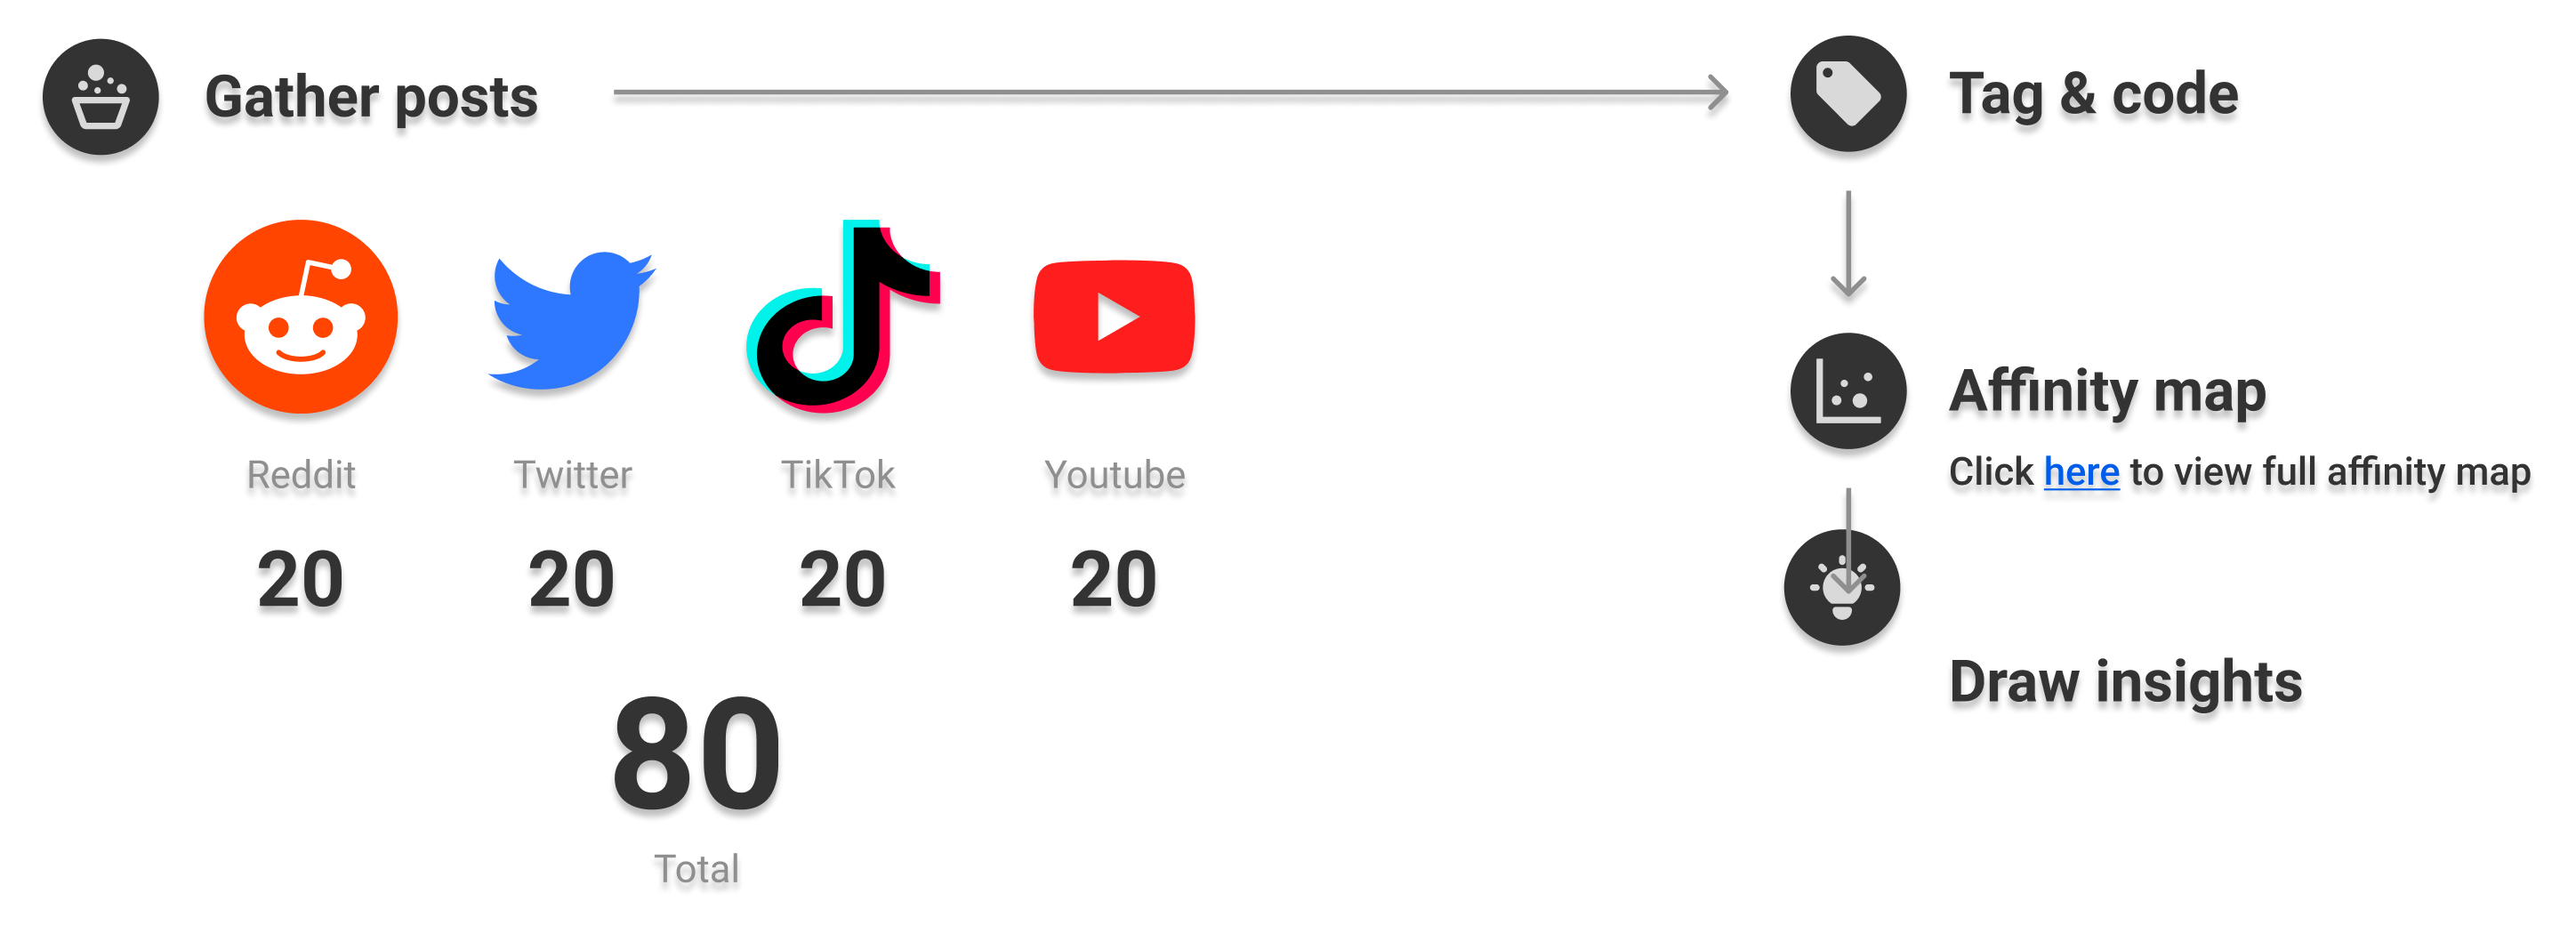 Gather posts
Tag & code
Reddit
Twitter
TikTok
Youtube
20
20
20
20
80
Total
Affinity map
Click here to view full affinity map
Draw insights